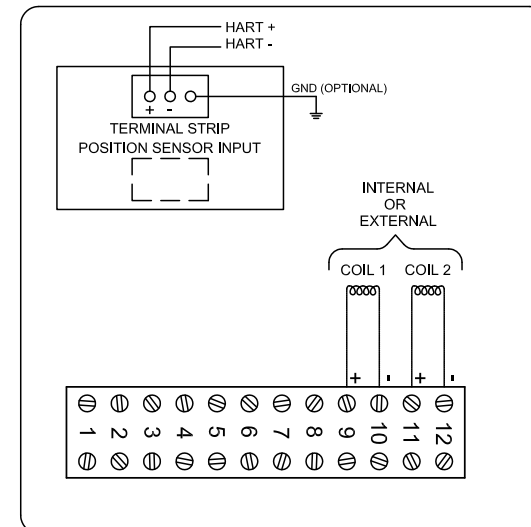 HART +
HART -
GND (OPTIONAL)
+ -
TERMINAL STRIP
POSITION SENSOR INPUT
INTERNAL
OR
EXTERNAL
COIL 1 COIL 2
+ - + -
1 2 3 4 5 6 7 8 9 10 11 12